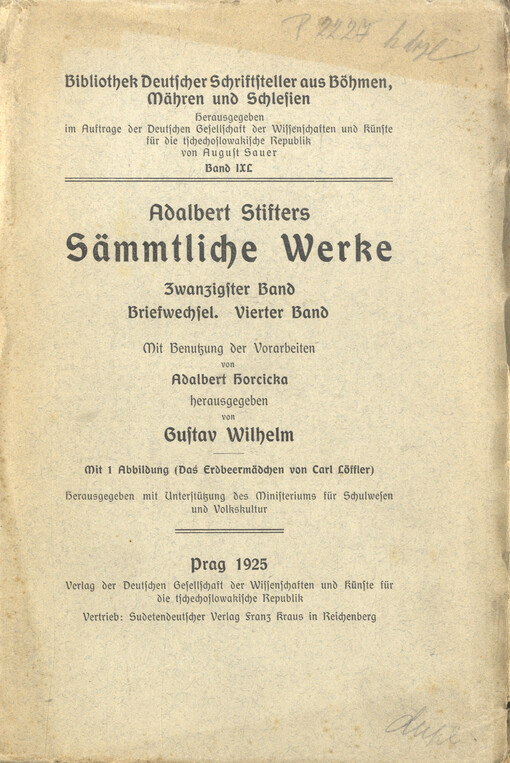 P 2227
Bibliothek Deutscher Schriftsteller aus Böhmen,
Mähren und Schlesien
Herausgegeben
im Auftrage der Deutschen Gesellschaft der Wissenschaften und Künste
für die tschechoslowakische Republik
von August Sauer
Band IXL
Adalbert Stifters
Sämmtliche Werke
Zwanzigster Band
Briefwechsel. Vierter Band
Mit Benutzung der Vorarbeiten
von
Adalbert Horcicka
herausgegeben
von
Gustav Wilhelm
Mit 1 Abbildung (Das Erdbeermädchen von Carl Löffler)
Herausgegeben mit Unterstützung des Ministeriums für Schulwesen
und Volkskultur
Prag 1925
Verlag der Deutschen Gesellschaft der Wissenschaften und Künste für
die tschechoslowakische Republik
Vertrieb: Sudetendeutscher Verlag Franz Kraus in Reichenberg